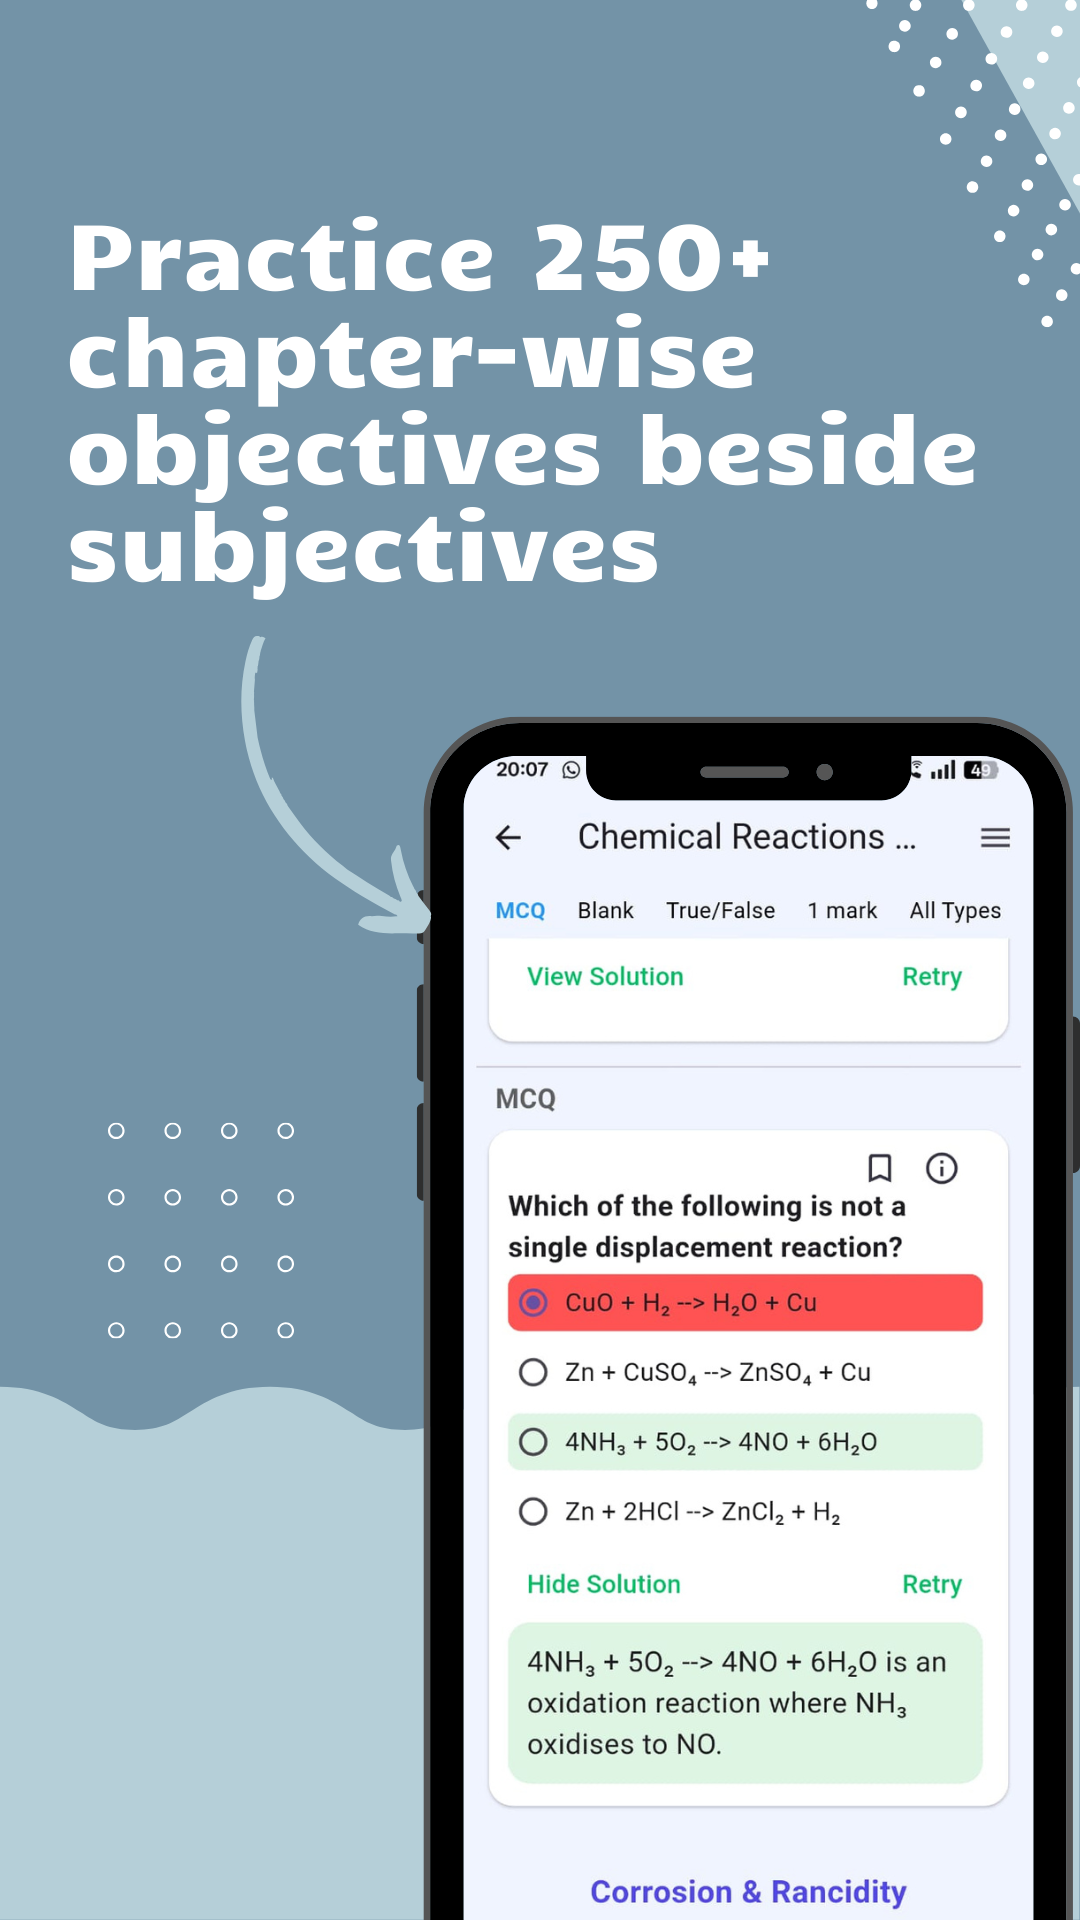 Practice 250+
chapter-wise
objectives beside
subjectives
20:07 49
Chemical Reactions ...
MCQ Blank True/False 1 mark All Types
View Solution Retry
MCQ
Which of the following is not a
single displacement reaction?
CuO + H₂ --> H₂O + Cu
Zn + CuSO₄ --> ZnSO₄ + Cu
4NH₃ + 5O₂ --> 4NO + 6H₂O
Zn + 2HCl --> ZnCl₂ + H₂
Hide Solution Retry
4NH₃ + 5O₂ --> 4NO + 6H₂O is an
oxidation reaction where NH₃
oxidises to NO.
Corrosion & Rancidity